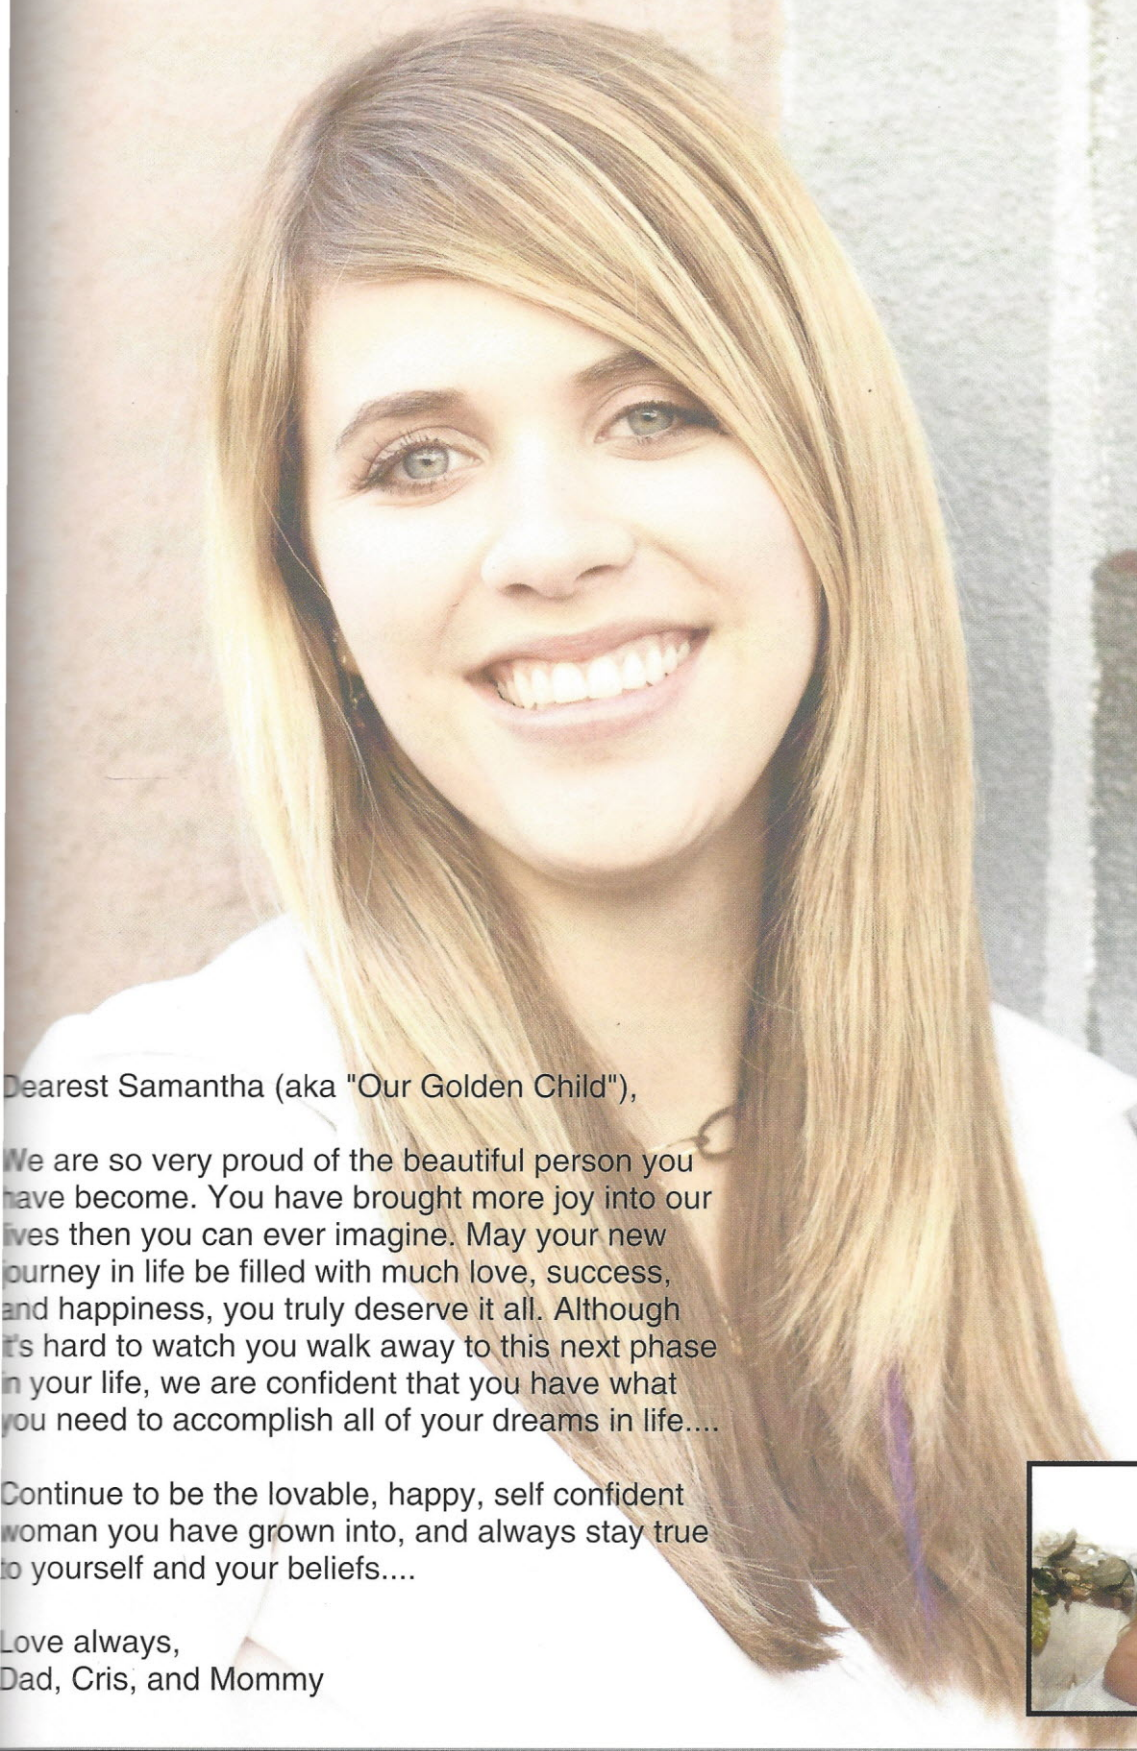 Dearest Samantha (aka "Our Golden Child"),
We are so very proud of the beautiful person you
have become. You have brought more joy into our
lives then you can ever imagine. May your new
journey in life be filled with much love, success,
and happiness, you truly deserve it all. Although
it's hard to watch you walk away to this next phase
in your life, we are confident that you have what
you need to accomplish all of your dreams in life....
Continue to be the lovable, happy, self confident
woman you have grown into, and always stay true
to yourself and your beliefs....
Love always,
Dad, Cris, and Mommy